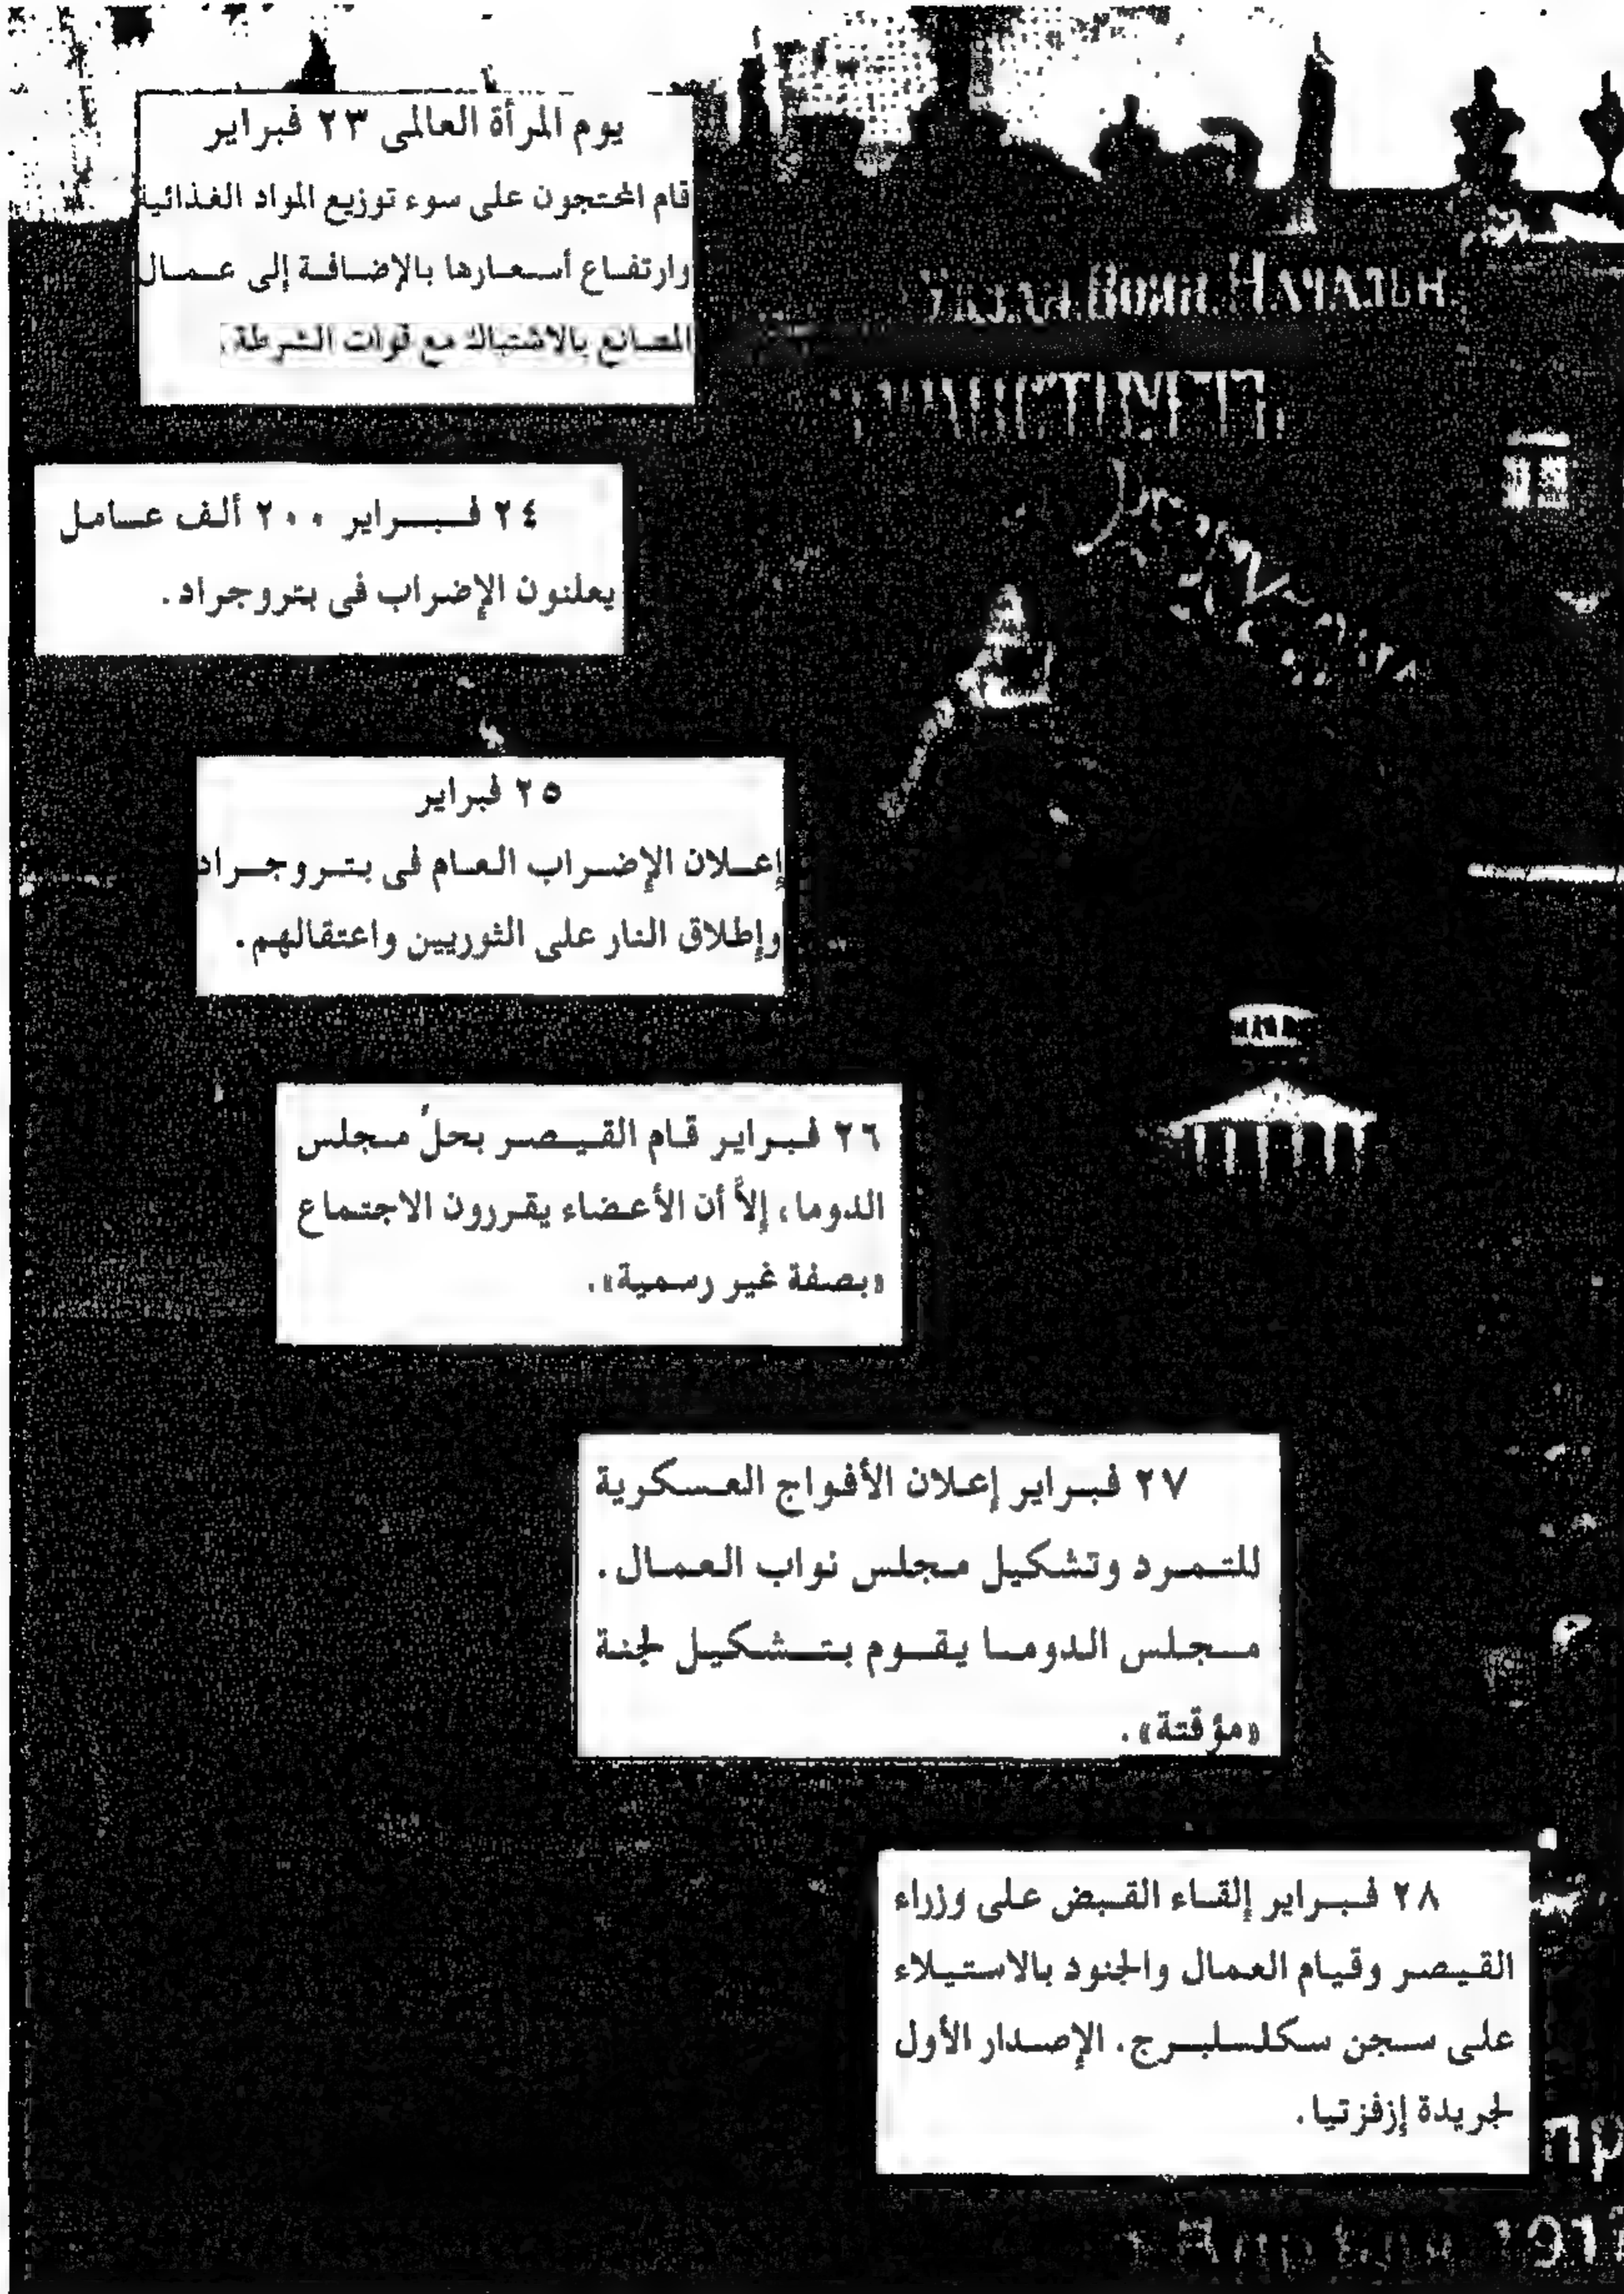 يوم المرأة العالمى ٢٣ فبراير
قام المحتجون على سوء توزيع المواد الغذائية
وارتفاع أسعارها بالإضافة إلى عمال
المصانع بالاشتباك مع قوات الشرطة.
٢٤ فبراير ٢٠٠ ألف عامل
يعلنون الإضراب فى بتروجراد.
٢٥ فبراير
إعلان الإضراب العام فى بتروجراد
وإطلاق النار على الثوريين واعتقالهم.
٢٦ فبراير قام القيصر بحلّ مجلس
الدوما، إلاَّ أن الأعضاء يقررون الاجتماع
«بصفة غير رسمية».
٢٧ فبراير إعلان الأفواج العسكرية
للتمرد وتشكيل مجلس نواب العمال.
مجلس الدوما يقوم بتشكيل لجنة
«مؤقتة».
٢٨ فبراير إلقاء القبض على وزراء
القيصر وقيام العمال والجنود بالاستيلاء
على سجن سكلسلبرج. الإصدار الأول
لجريدة إزفزتيا.